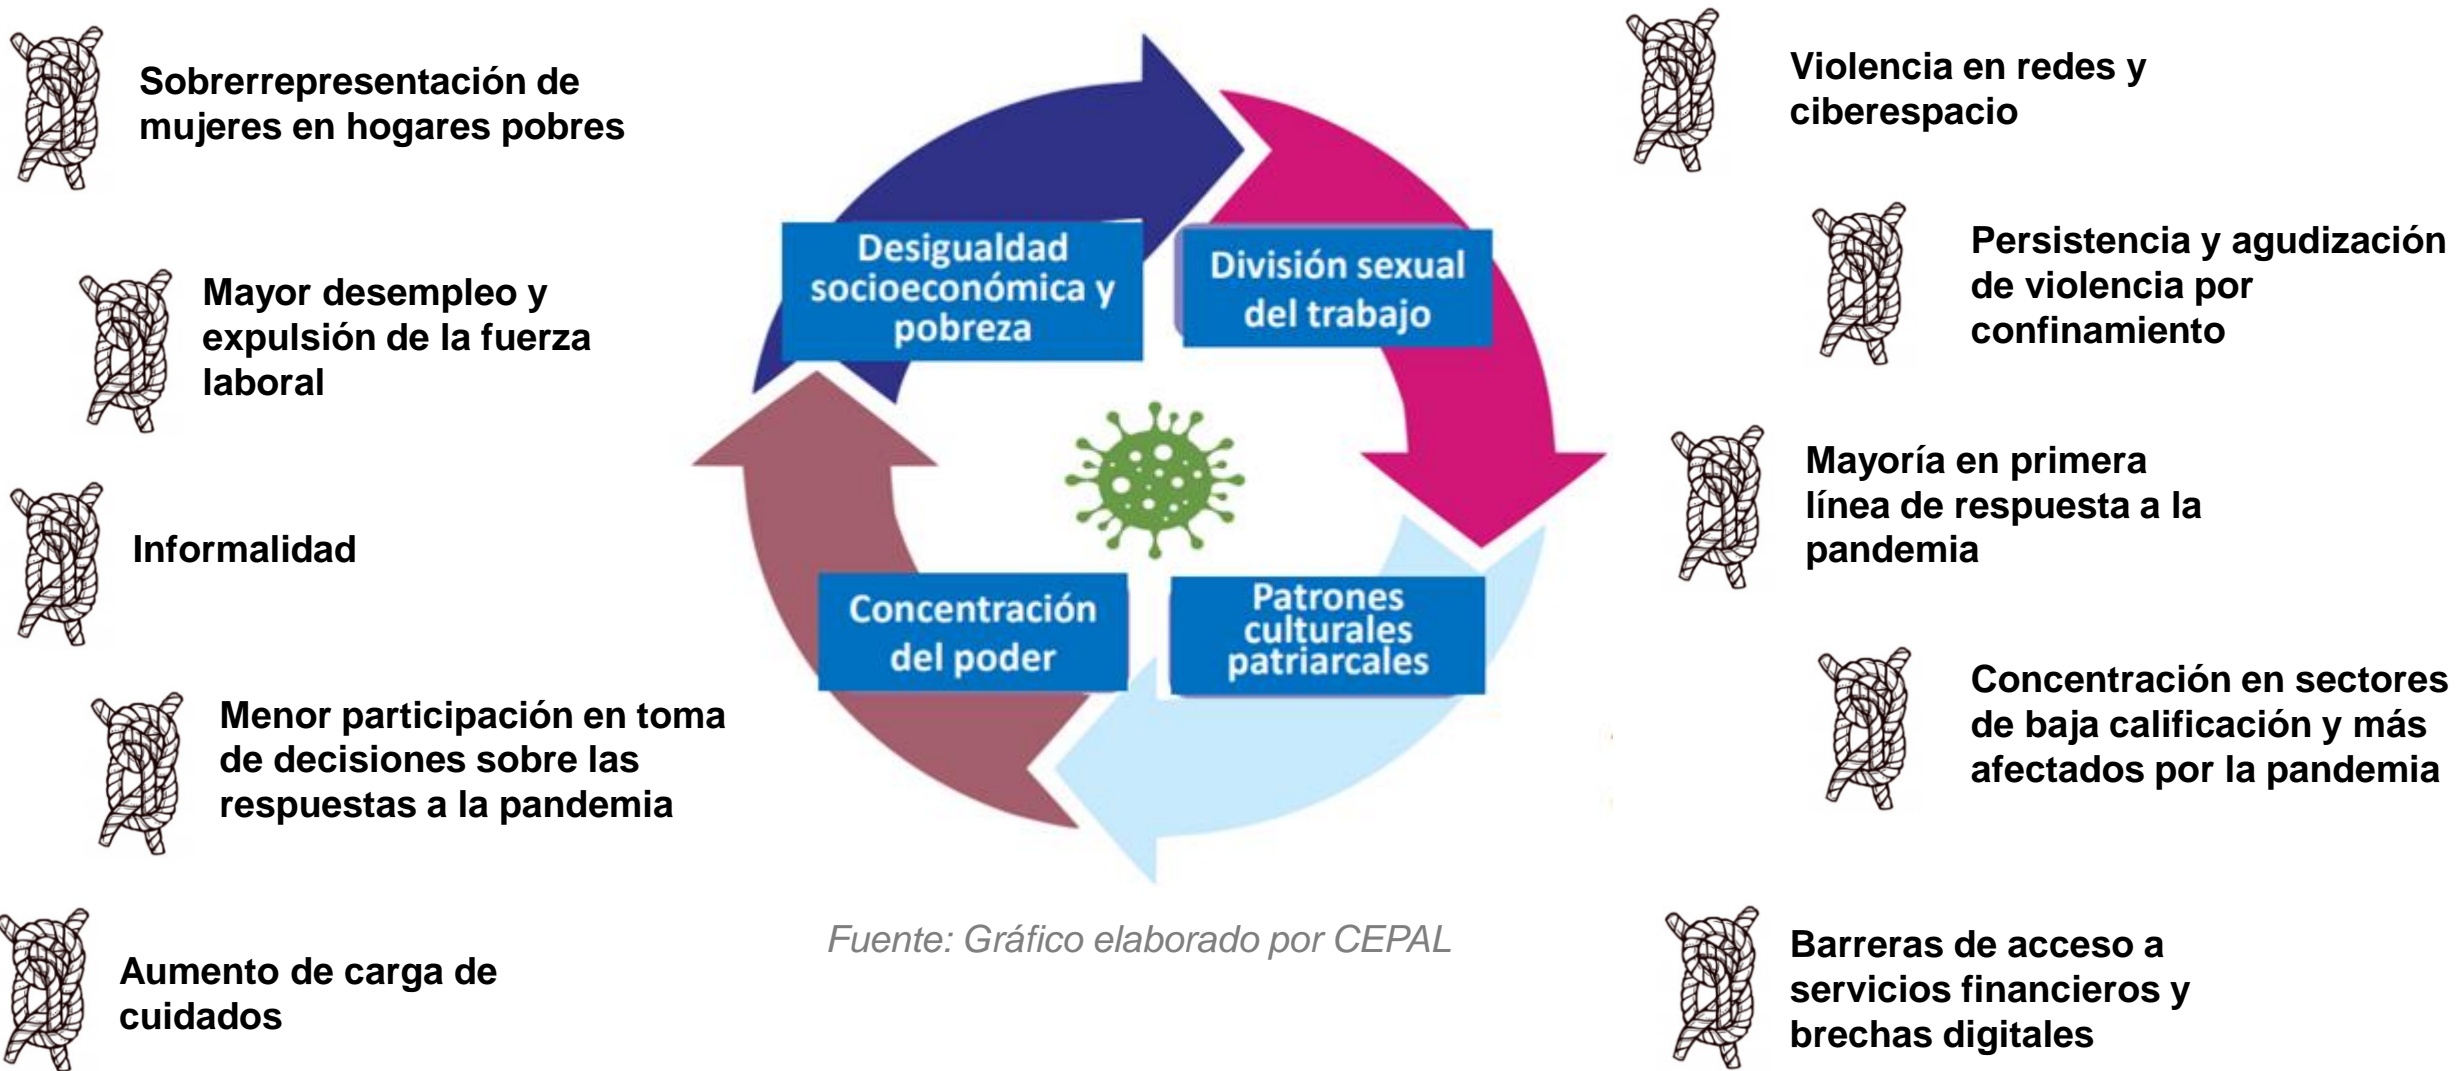 Sobrerrepresentación de
mujeres en hogares pobres
Mayor desempleo y
expulsión de la fuerza
laboral
Informalidad
Menor participación en toma
de decisiones sobre las
respuestas a la pandemia
Aumento de carga de
cuidados
Desigualdad
socioeconómica y
pobreza
División sexual
del trabajo
Concentración
del poder
Patrones
culturales
patriarcales
Fuente: Gráfico elaborado por CEPAL
Violencia en redes y
ciberespacio
Persistencia y agudización
de violencia por
confinamiento
Mayoría en primera
línea de respuesta a la
pandemia
Concentración en sectores
de baja calificación y más
afectados por la pandemia
Barreras de acceso a
servicios financieros y
brechas digitales